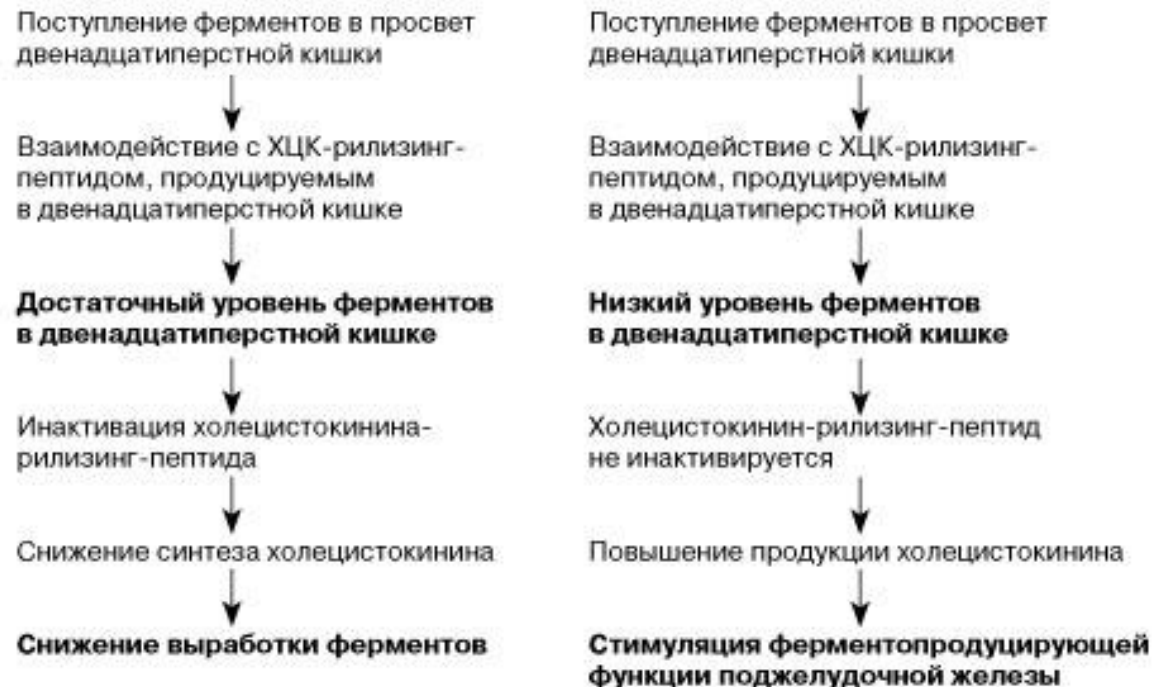 Поступление ферментов в просвет
двенадцатиперстной кишки
Взаимодействие с ХЦК-рилизинг-
пептидом, продуцируемым
в двенадцатиперстной кишке
Достаточный уровень ферментов
в двенадцатиперстной кишке
Инактивация холецистокинина-
рилизинг-пептида
Снижение синтеза холецистокинина
Снижение выработки ферментов
Поступление ферментов в просвет
двенадцатиперстной кишки
Взаимодействие с ХЦК-рилизинг-
пептидом, продуцируемым
в двенадцатиперстной кишке
Низкий уровень ферментов
в двенадцатиперстной кишке
Холецистокинин-рилизинг-пептид
не инактивируется
Повышение продукции холецистокинина
Стимуляция ферментопродуцирующей
функции поджелудочной железы